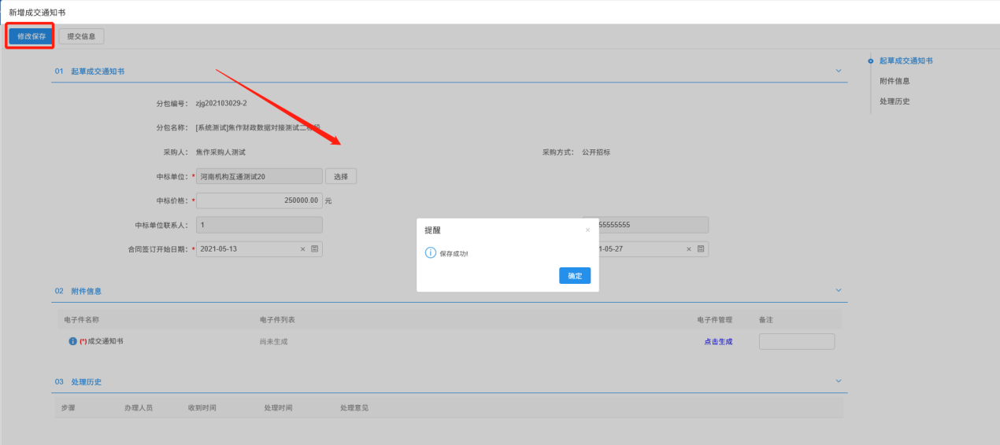 新增成交通知书
修改保存 提交信息
01 起草成交通知书
起草成交通知书
附件信息
处理历史
分包编号： zjg202103029-2
分包名称： [系统测试]焦作财政数据对接测试二标段
采购人： 焦作采购人测试 采购方式： 公开招标
中标单位：* 河南机构互通测试20 选择
中标价格：* 250000.00 元
中标单位联系人： 1 55555555
合同签订开始日期：* 2021-05-13 × 1-05-27 ×
提醒 ×
保存成功!
确定
02 附件信息
电子件名称 电子件列表 电子件管理 备注
(*)成交通知书 尚未生成 点击生成
03 处理历史
步骤 办理人员 收到时间 处理时间 处理意见